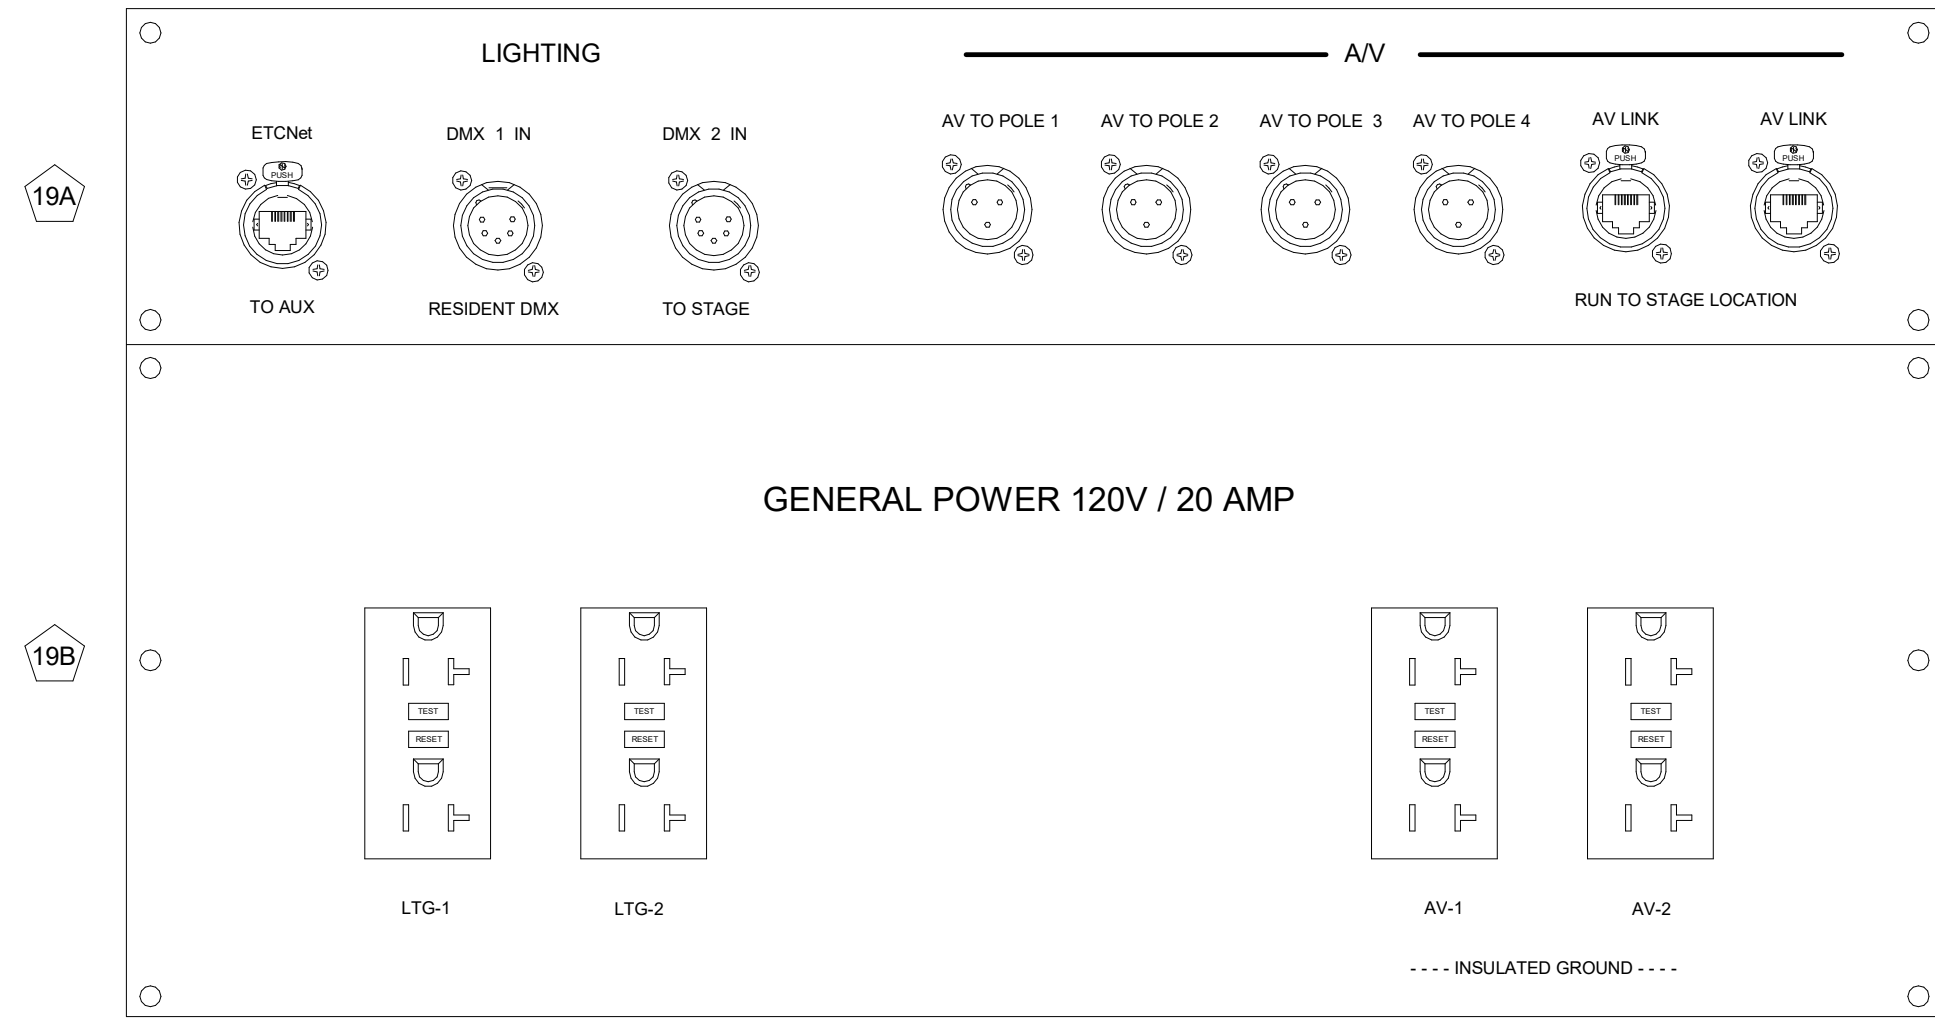 LIGHTING
A/V
ETCNet
DMX 1 IN
DMX 2 IN
AV TO POLE 1
AV TO POLE 2
AV TO POLE 3
AV TO POLE 4
AV LINK
AV LINK
PUSH
PUSH
PUSH
19A
TO AUX
RESIDENT DMX
TO STAGE
RUN TO STAGE LOCATION
GENERAL POWER 120V / 20 AMP
19B
TEST
RESET
TEST
RESET
TEST
RESET
TEST
RESET
LTG-1
LTG-2
AV-1
AV-2
- - - - INSULATED GROUND - - - -